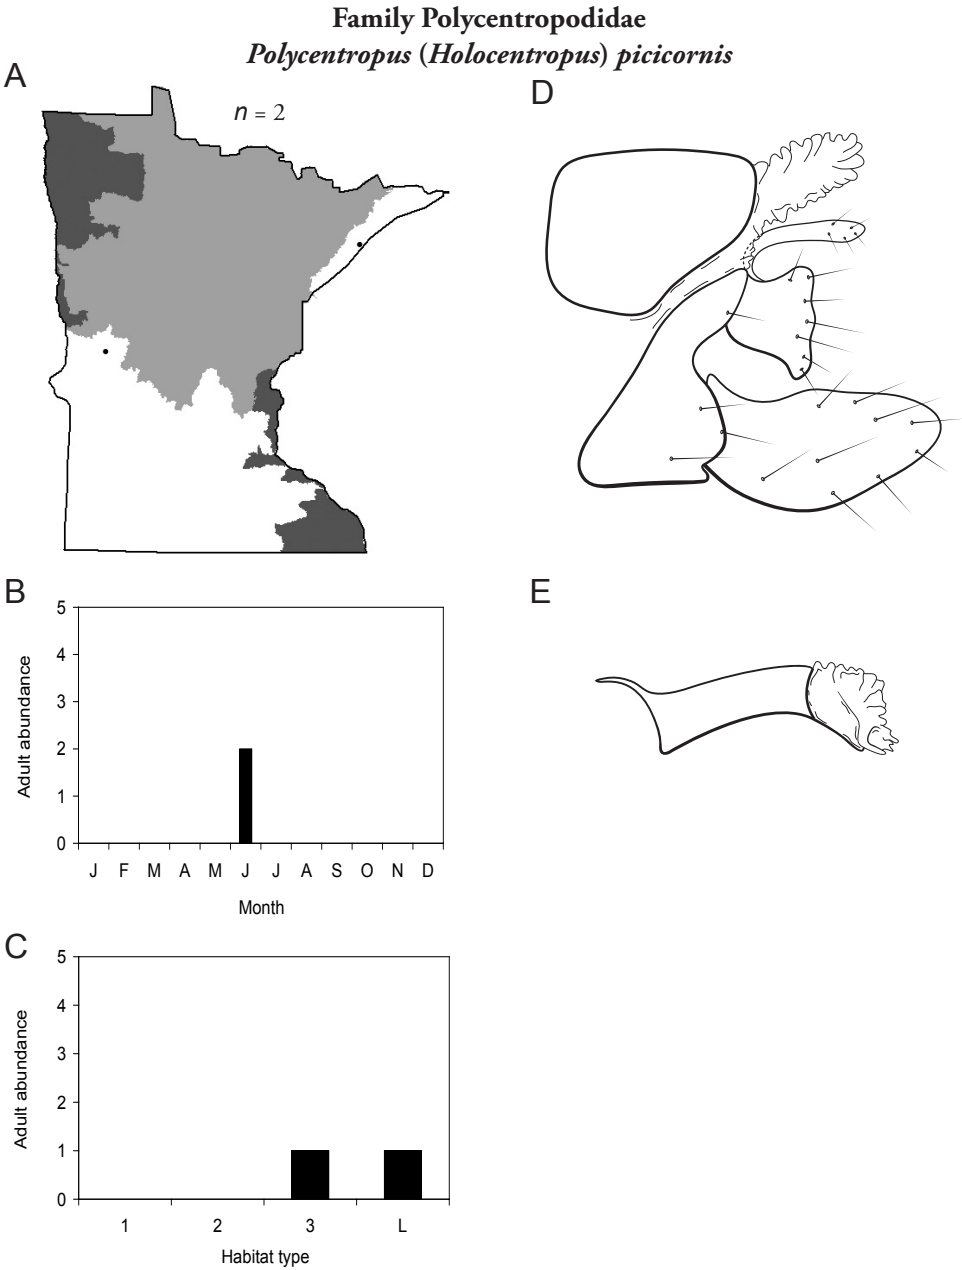 Family Polycentropodidae
Polycentropus (Holocentropus) picicornis
A
n = 2
D
B
5
4
3
2
1
0
Adult abundance
J F M A M J J A S O N D
Month
E
C
5
4
3
2
1
0
Adult abundance
1 2 3 L
Habitat type